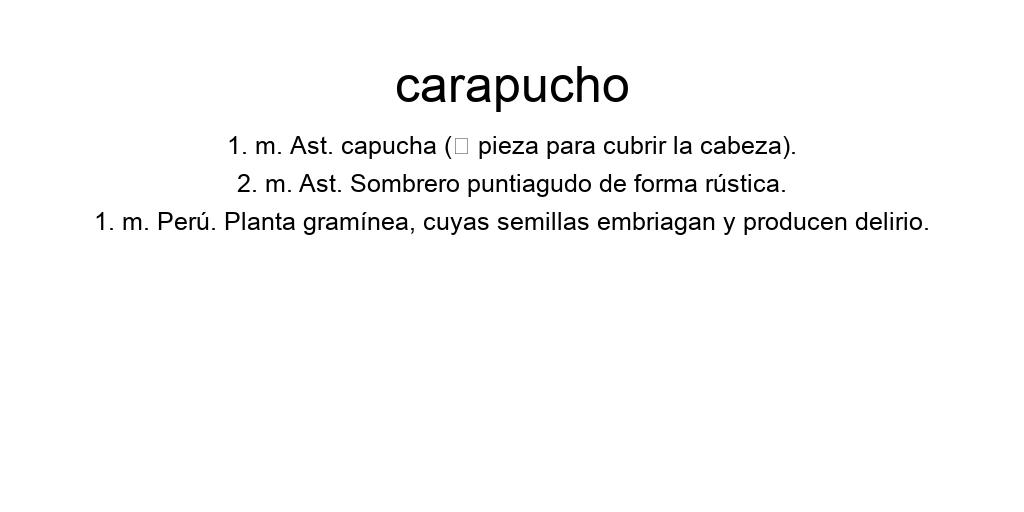 carapucho
1. m. Ast. capucha (□ pieza para cubrir la cabeza).
2. m. Ast. Sombrero puntiagudo de forma rústica.
1. m. Perú. Planta gramínea, cuyas semillas embriagan y producen delirio.